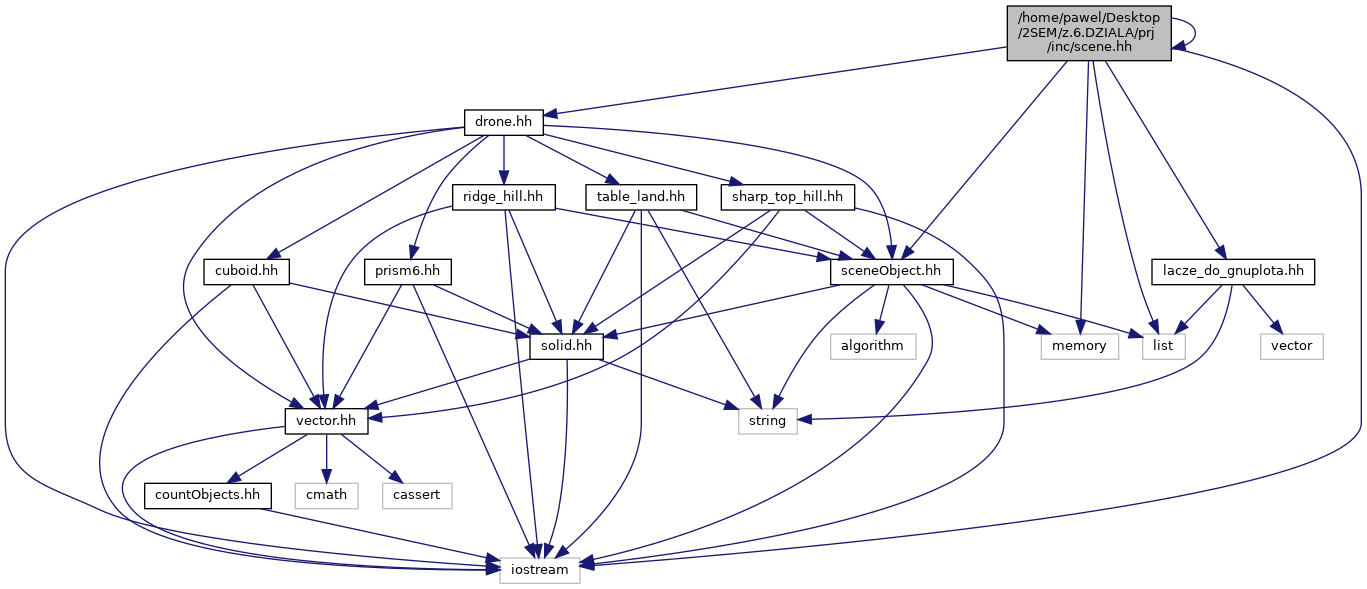 /home/pawel/Desktop
/2SEM/z.6.DZIALA/prj
/inc/scene.hh
drone.hh
ridge_hill.hh
table_land.hh
sharp_top_hill.hh
cuboid.hh
prism6.hh
sceneObject.hh
lacze_do_gnuplota.hh
solid.hh
algorithm
memory
list
vector
vector.hh
string
countObjects.hh
cmath
cassert
iostream